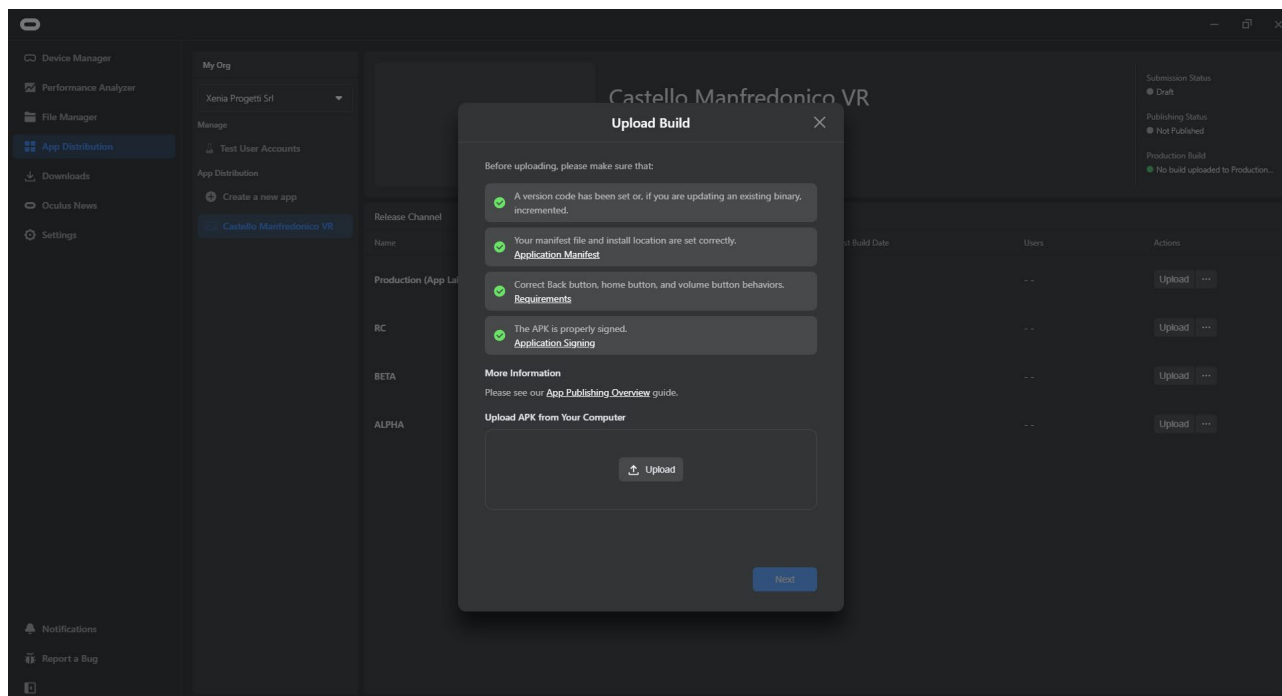 Device Manager
Performance Analyzer
File Manager
App Distribution
Downloads
Oculus News
Settings
Notifications
Report a Bug
My Org
Xenia Progetti Srl
Manage
Test User Accounts
App Distribution
Create a new app
Castello Manfredonico VR
Castello Manfredonico VR
Submission Status
Draft
Publishing Status
Not Published
Production Build
No build uploaded to Production...
Release Channel
Name
st Build Date
Users
Actions
Production (App Lal
- -
Upload
RC
- -
Upload
BETA
- -
Upload
ALPHA
- -
Upload
Upload Build
Before uploading, please make sure that:
A version code has been set or, if you are updating an existing binary,
incremented.
Your manifest file and install location are set correctly.
Application Manifest
Correct Back button, home button, and volume button behaviors.
Requirements
The APK is properly signed.
Application Signing
More Information
Please see our App Publishing Overview guide.
Upload APK from Your Computer
Upload
Next